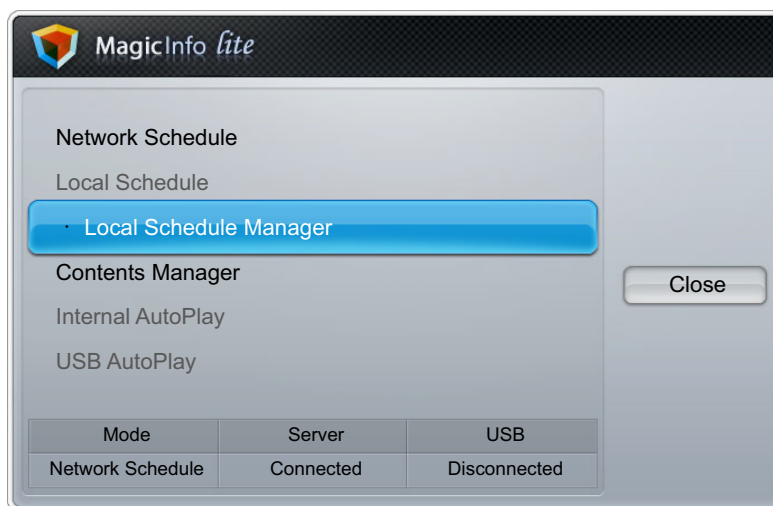 MagicInfo lite
Network Schedule
Local Schedule
· Local Schedule Manager
Contents Manager
Close
Internal AutoPlay
USB AutoPlay
Mode Server USB
Network Schedule Connected Disconnected